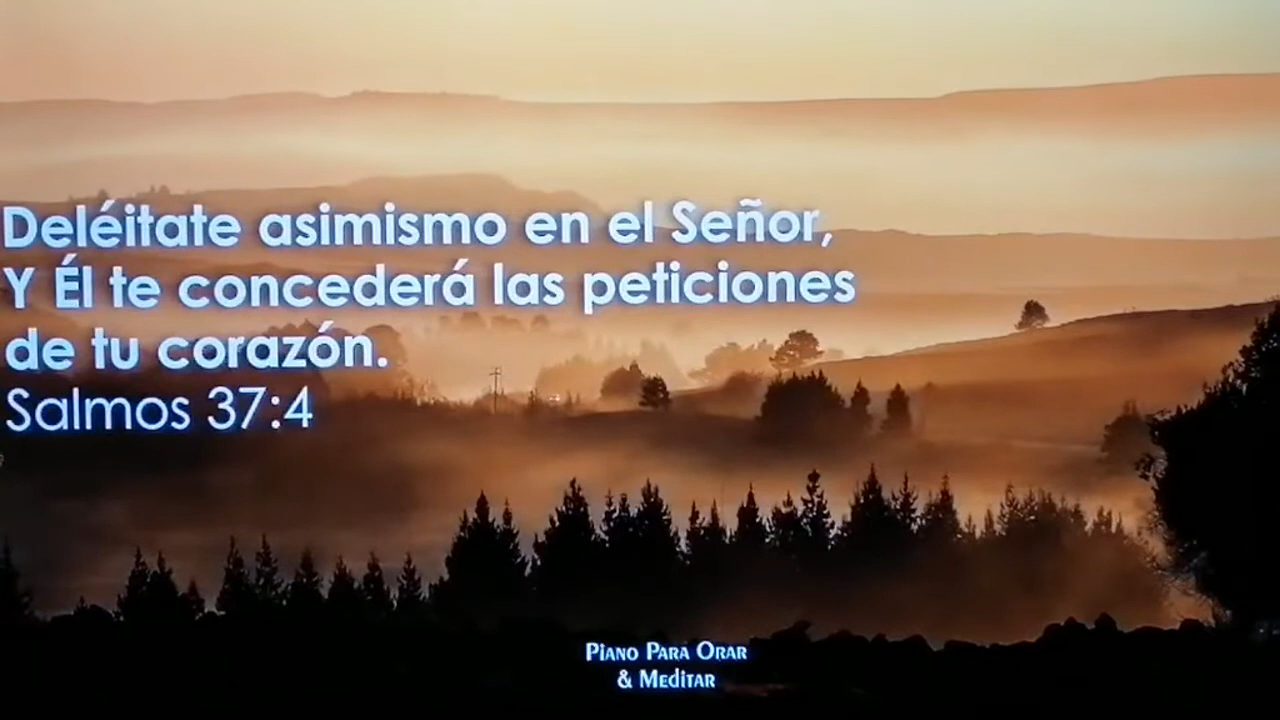 Deléitate asimismo en el Señor,
Y Él te concederá las peticiones
de tu corazón.
Salmos 37:4
Piano Para Orar
& Meditar